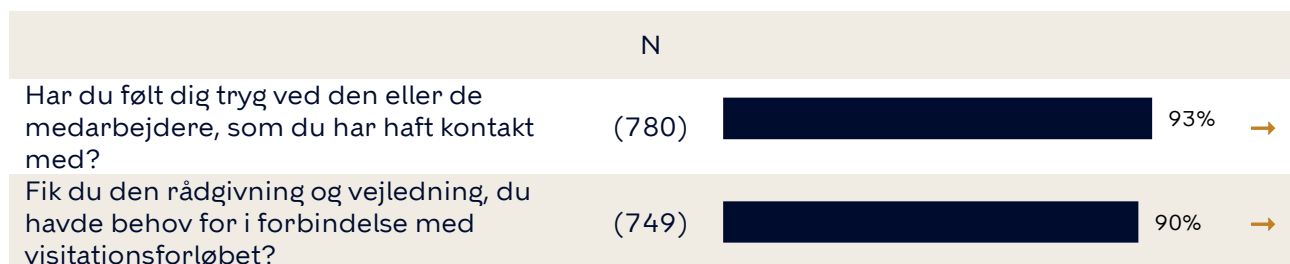 N
Har du følt dig tryg ved den eller de
medarbejdere, som du har haft kontakt
med?
(780)
93%
→
Fik du den rådgivning og vejledning, du
havde behov for i forbindelse med
visitationsforløbet?
(749)
90%
→